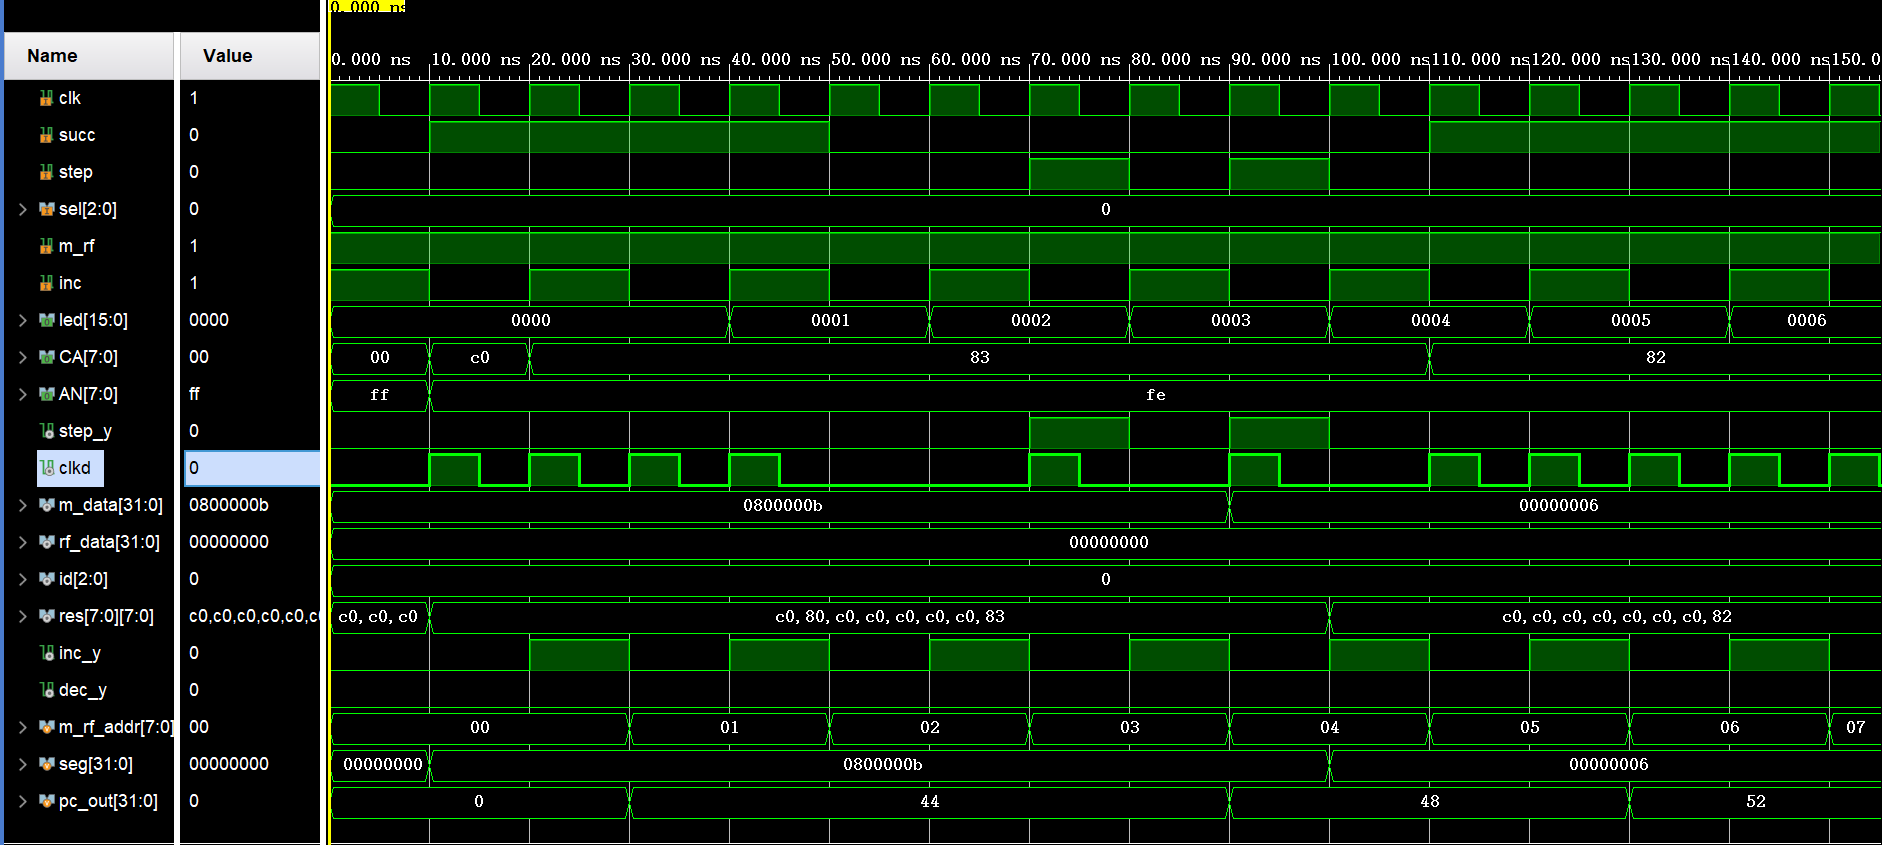 0.000 ns
Name Value
0.000 ns 10.000 ns 20.000 ns 30.000 ns 40.000 ns 50.000 ns 60.000 ns 70.000 ns 80.000 ns 90.000 ns 100.000 ns 110.000 ns 120.000 ns 130.000 ns 140.000 ns 150.0
clk 1
succ 0
step 0
sel[2:0] 0 0
m_rf 1
inc 1
led[15:0] 0000 0000 0001 0002 0003 0004 0005 0006
CA[7:0] 00 00 c0 83 82
AN[7:0] ff ff fe
step_y 0
clkd 0
m_data[31:0] 0800000b 0800000b 00000006
rf_data[31:0] 00000000 00000000
id[2:0] 0 0
res[7:0][7:0] c0,c0,c0,c0,c0,c0 c0,c0,c0 c0,80,c0,c0,c0,c0,c0,83 c0,c0,c0,c0,c0,c0,c0,82
inc_y 0
dec_y 0
m_rf_addr[7:0] 00 00 01 02 03 04 05 06 07
seg[31:0] 00000000 00000000 0800000b 00000006
pc_out[31:0] 0 0 44 48 52